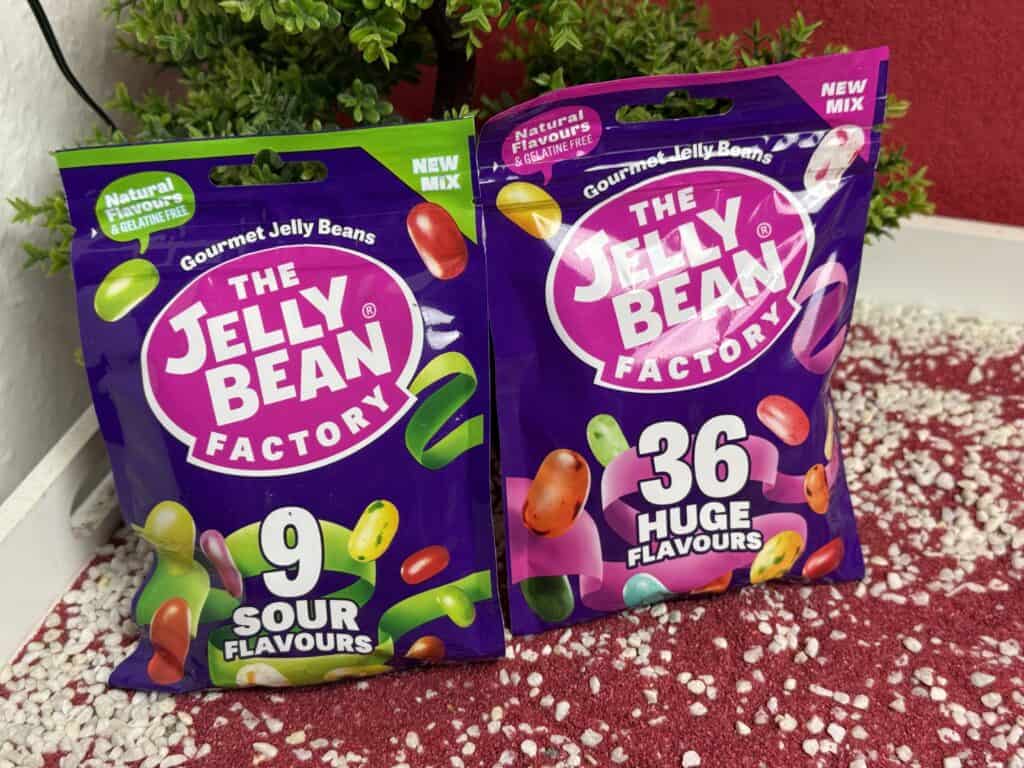 Natural
Flavours
& GELATINE FREE
NEW
MIX
Gourmet Jelly Beans
THE
JELLY
BEAN®
FACTORY
9
SOUR
FLAVOURS
Natural
Flavours
& GELATINE FREE
NEW
MIX
Gourmet Jelly Beans
THE
JELLY
BEAN®
FACTORY
36
HUGE
FLAVOURS